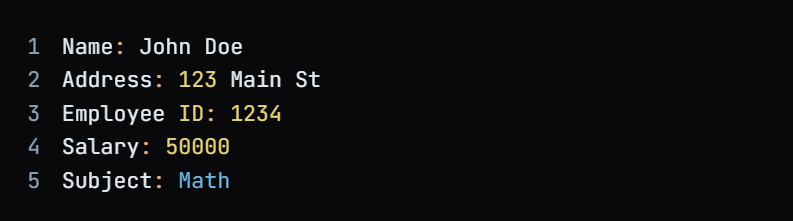 1 Name: John Doe
2 Address: 123 Main St
3 Employee ID: 1234
4 Salary: 50000
5 Subject: Math